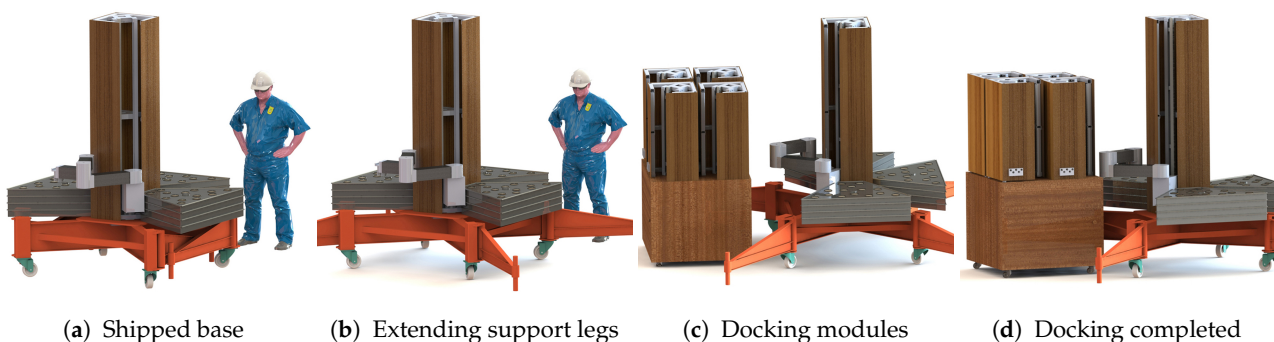 (a) Shipped base
(b) Extending support legs
(c) Docking modules
(d) Docking completed